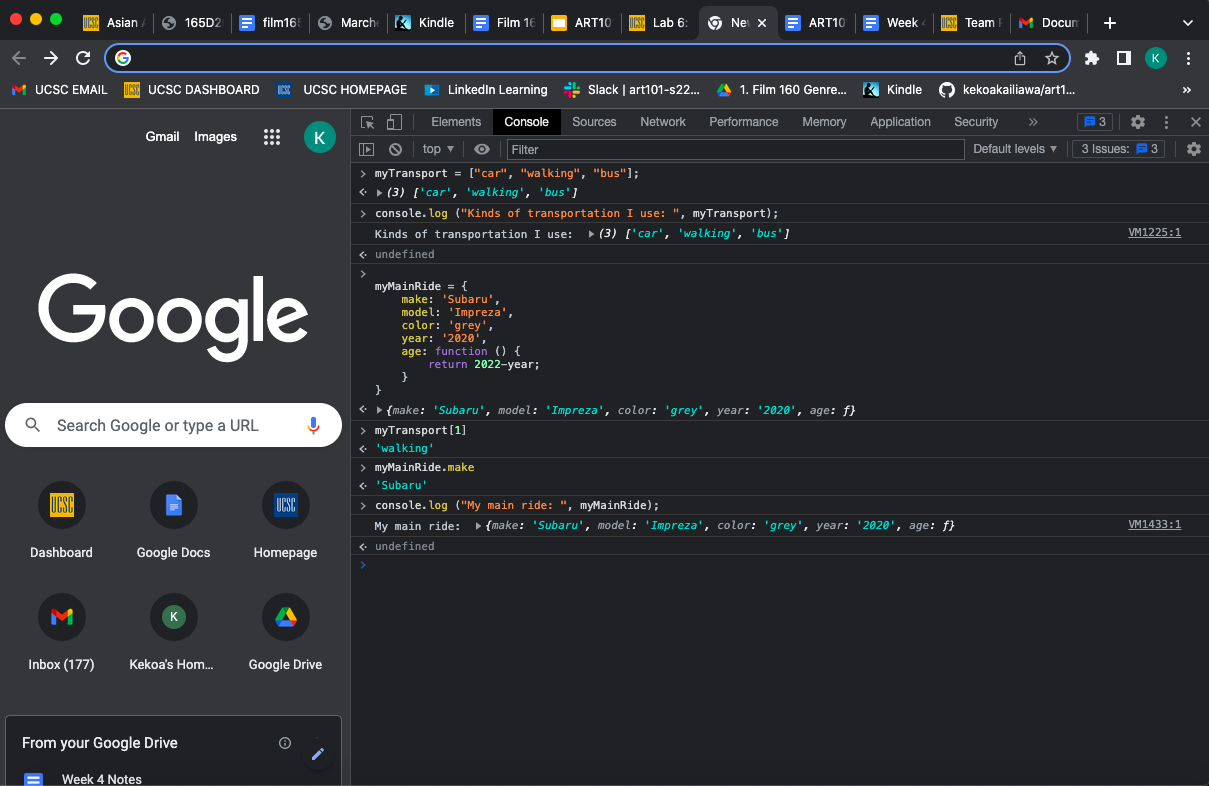 Asian A
165D2
film165
Marche
Kindle
Film 16
ART10
Lab 6:
Ne
ART10
Week
Team
Docum
K
UCSC EMAIL
UCSC DASHBOARD
UCSC HOMEPAGE
LinkedIn Learning
Slack | art101-s22...
1. Film 160 Genre...
Kindle
kekoakailiawa/art1...
»
Gmail Images K
Elements Console Sources Network Performance Memory Application Security » 3
top ▼ Filter Default levels ▼ 3 Issues: 3
> myTransport = ["car", "walking", "bus"];
(3) ['car', 'walking', 'bus']
> console.log ("Kinds of transportation I use: ", myTransport);
Kinds of transportation I use: (3) ['car', 'walking', 'bus'] VM1225:1
undefined
>
myMainRide = {
make: 'Subaru',
model: 'Impreza',
color: 'grey',
year: '2020',
age: function () {
return 2022-year;
}
}
{make: 'Subaru', model: 'Impreza', color: 'grey', year: '2020', age: ƒ}
> myTransport[1]
'walking'
> myMainRide.make
'Subaru'
> console.log ("My main ride: ", myMainRide);
My main ride: {make: 'Subaru', model: 'Impreza', color: 'grey', year: '2020', age: ƒ} VM1433:1
undefined
>
Google
Search Google or type a URL
UCSC
UCSC
Dashboard
Google Docs
Homepage
K
Inbox (177)
Kekoa's Hom...
Google Drive
From your Google Drive
Week 4 Notes